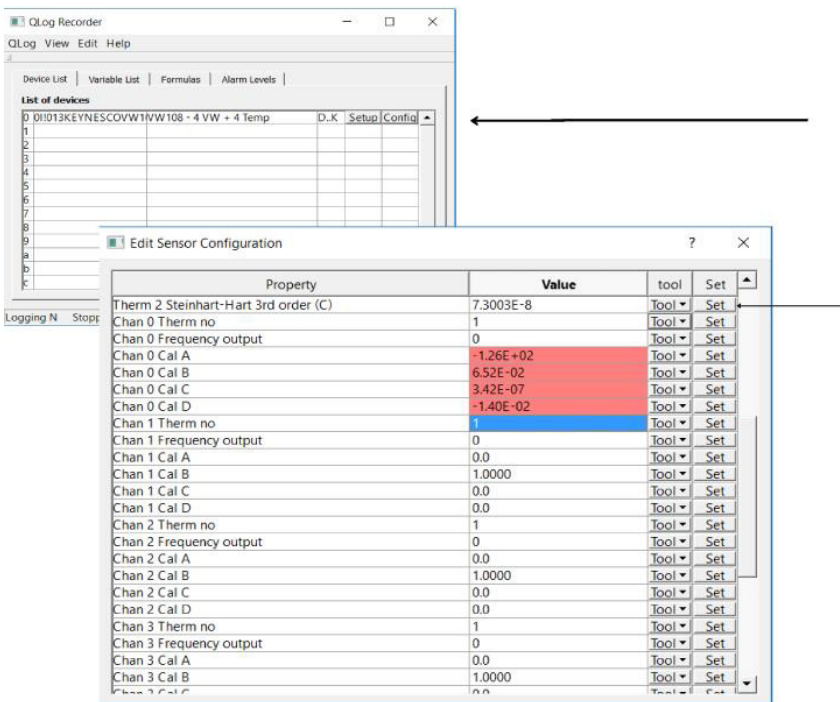 QLog Recorder
QLog View Edit Help
Device List Variable List Formulas Alarm Levels
List of devices
0 0I!013KEYNESCOVW1 VW108 - 4 VW + 4 Temp D..K Setup Config
1
2
3
4
5
6
7
8
9
a
b
c
Logging N Stopp
Edit Sensor Configuration ?
Property Value tool Set
Therm 2 Steinhart-Hart 3rd order (C) 7.3003E-8 Tool Set
Chan 0 Therm no 1 Tool Set
Chan 0 Frequency output 0 Tool Set
Chan 0 Cal A -1.26E+02 Tool Set
Chan 0 Cal B 6.52E-02 Tool Set
Chan 0 Cal C 3.42E-07 Tool Set
Chan 0 Cal D -1.40E-02 Tool Set
Chan 1 Therm no 1 Tool Set
Chan 1 Frequency output 0 Tool Set
Chan 1 Cal A 0.0 Tool Set
Chan 1 Cal B 1.0000 Tool Set
Chan 1 Cal C 0.0 Tool Set
Chan 1 Cal D 0.0 Tool Set
Chan 2 Therm no 1 Tool Set
Chan 2 Frequency output 0 Tool Set
Chan 2 Cal A 0.0 Tool Set
Chan 2 Cal B 1.0000 Tool Set
Chan 2 Cal C 0.0 Tool Set
Chan 2 Cal D 0.0 Tool Set
Chan 3 Therm no 1 Tool Set
Chan 3 Frequency output 0 Tool Set
Chan 3 Cal A 0.0 Tool Set
Chan 3 Cal B 1.0000 Tool Set